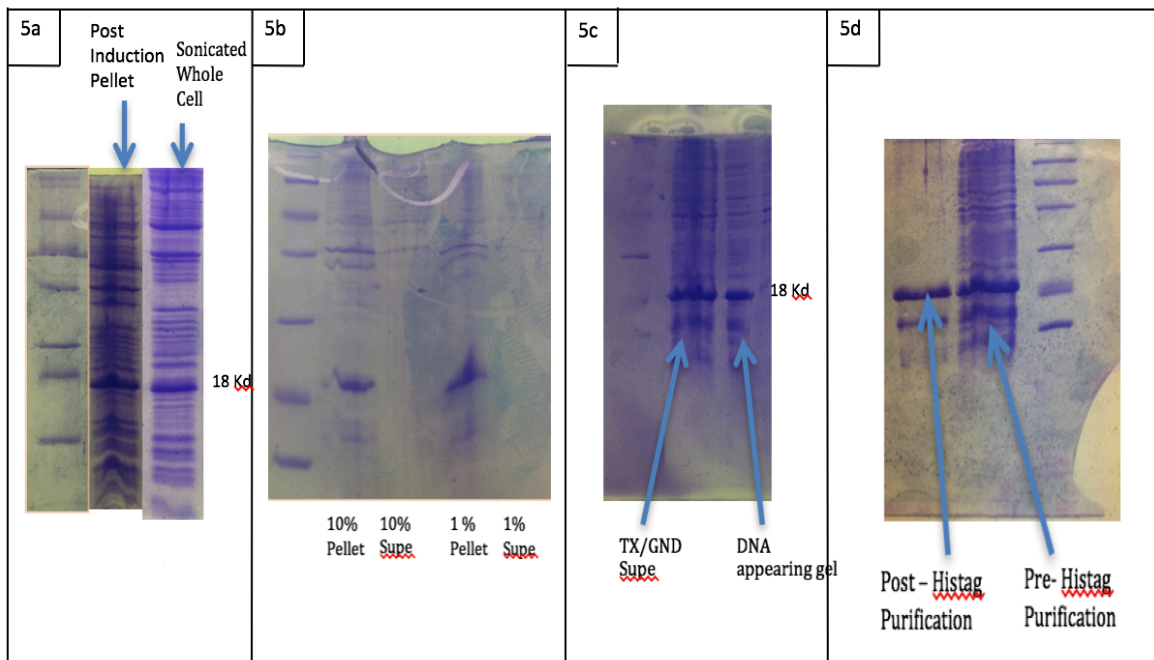 5a
Post
Induction
Pellet
Sonicated
Whole
Cell
18 Kd
5b
10%
Pellet
10%
Supe
1 %
Pellet
1%
Supe
5c
18 Kd
TX/GND
Supe
DNA
appearing gel
5d
Post – Histag
Purification
Pre- Histag
Purification